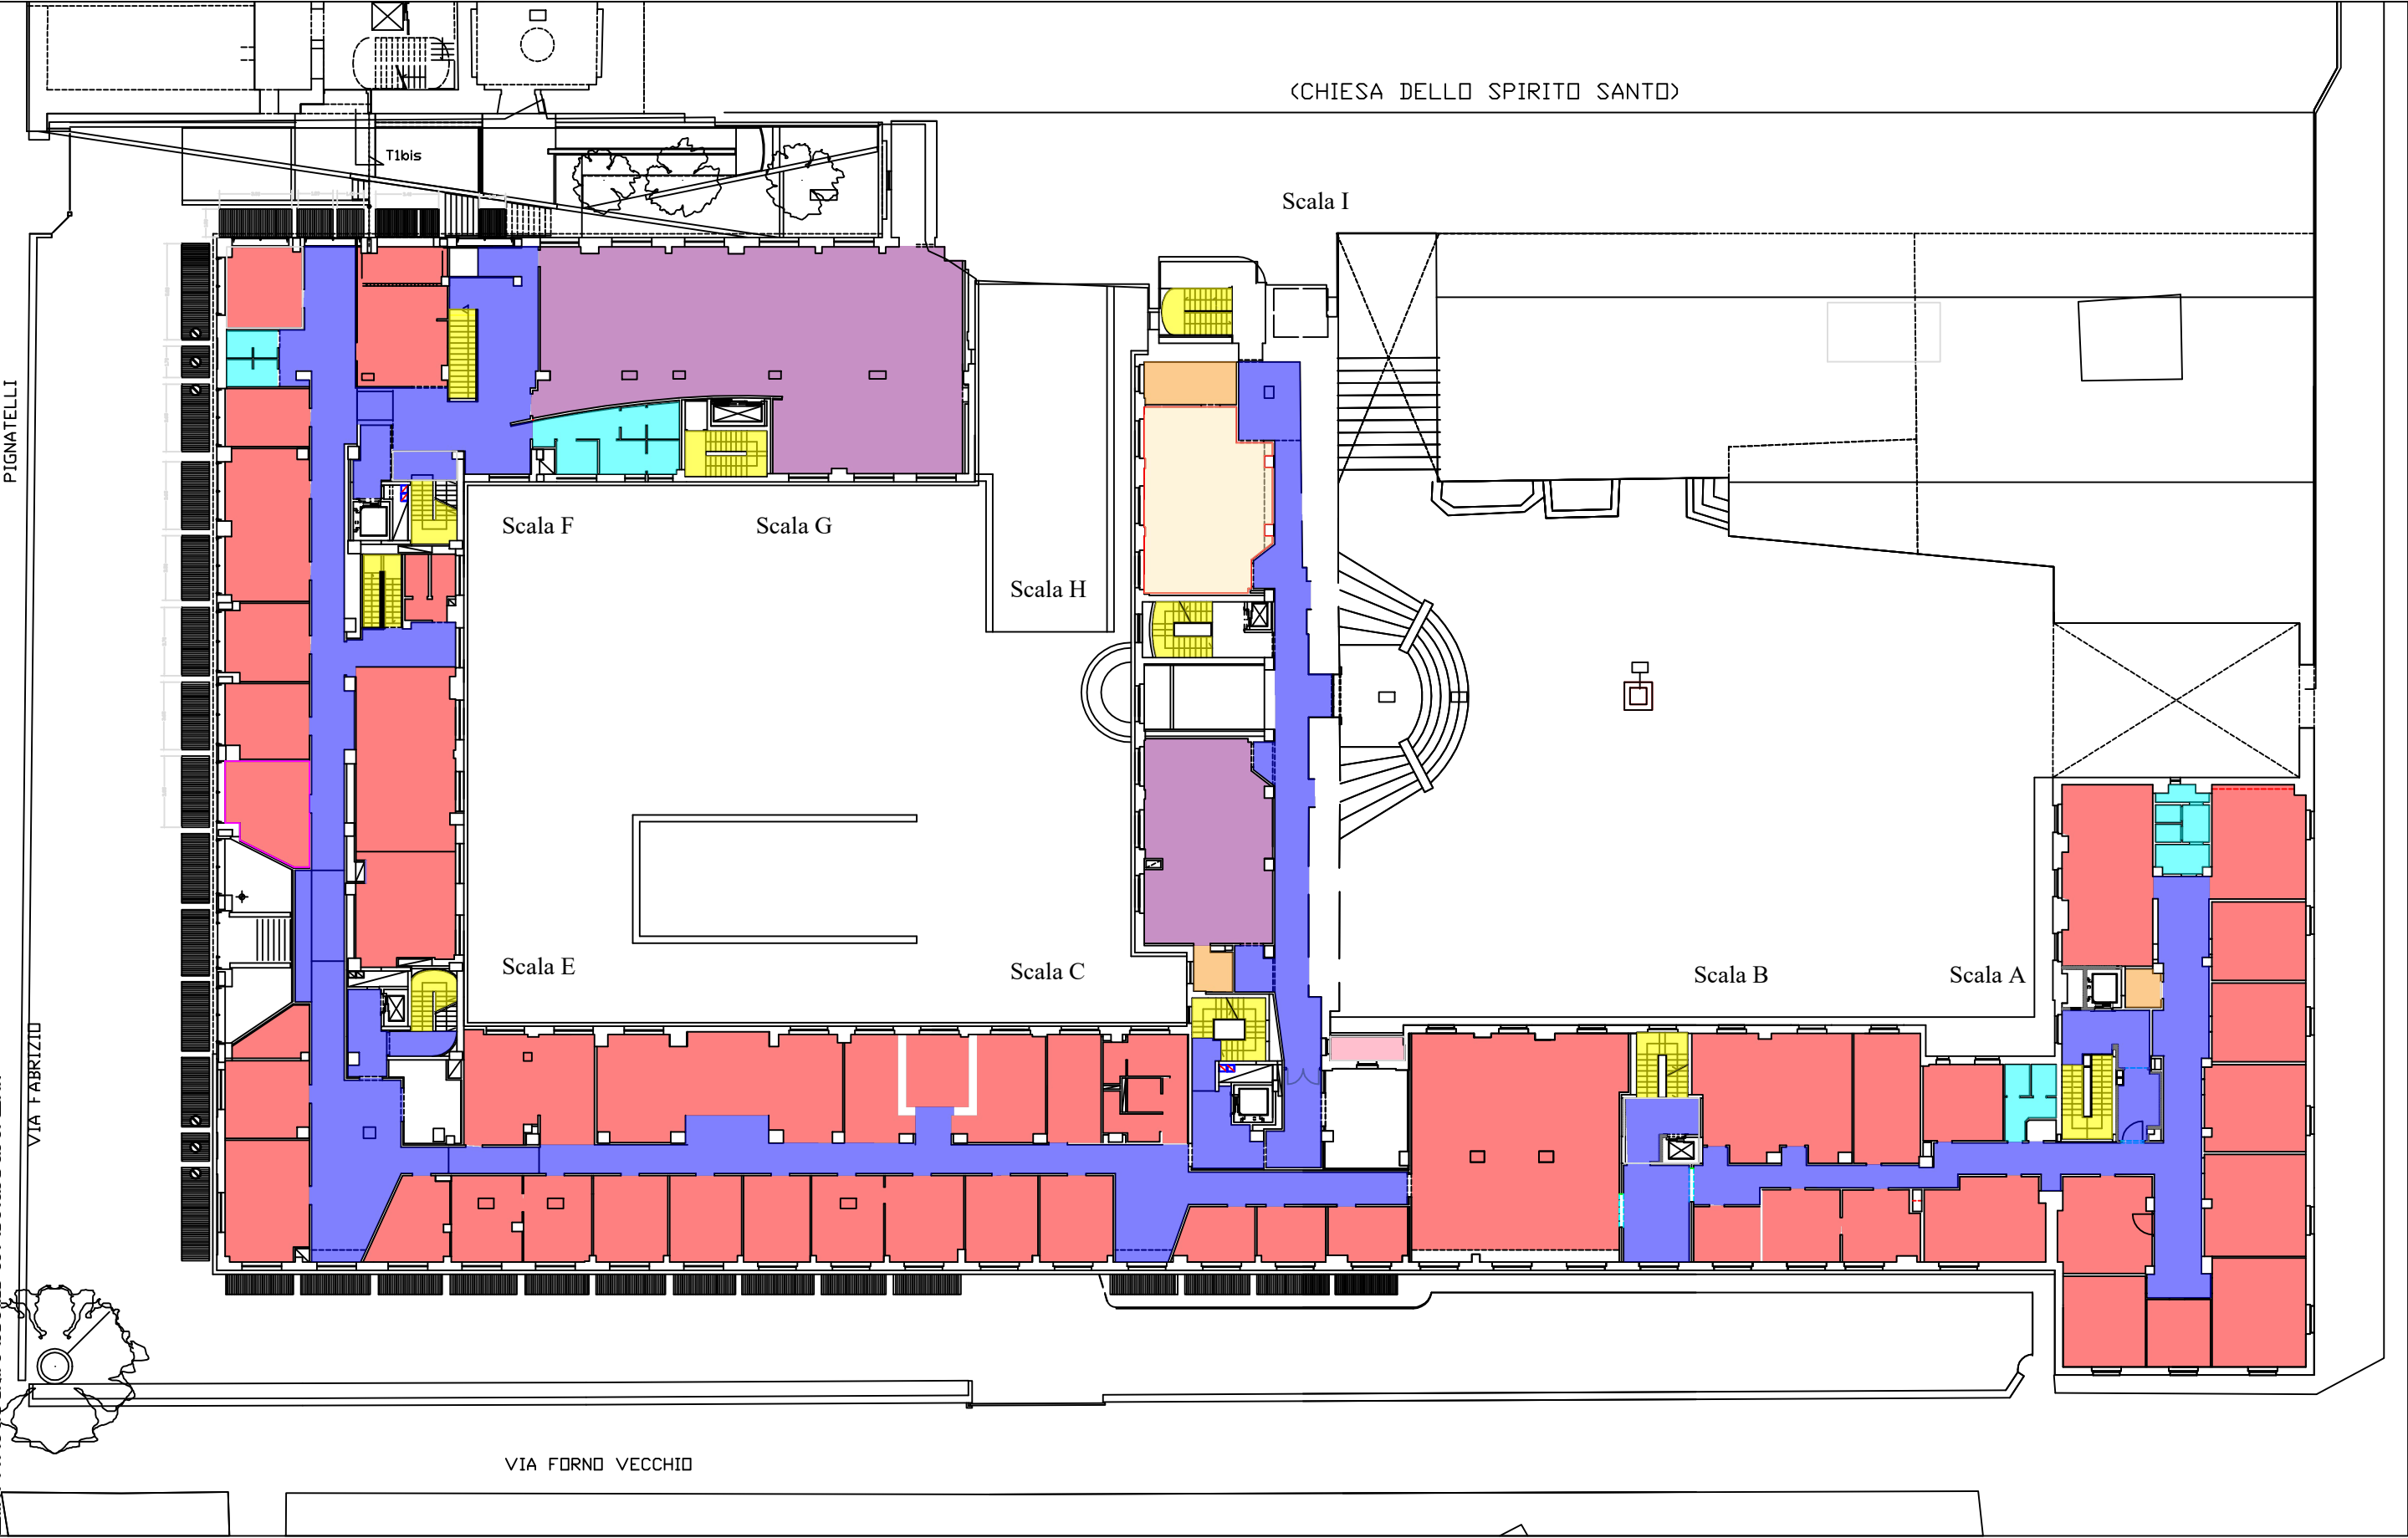 (CHIESA DELLO SPIRITO SANTO)
T1bis
Scala I
PIGNATELLI
Scala F
Scala G
Scala H
Scala E
Scala C
Scala B
Scala A
VIA FABRIZIO
VIA FORNO VECCHIO